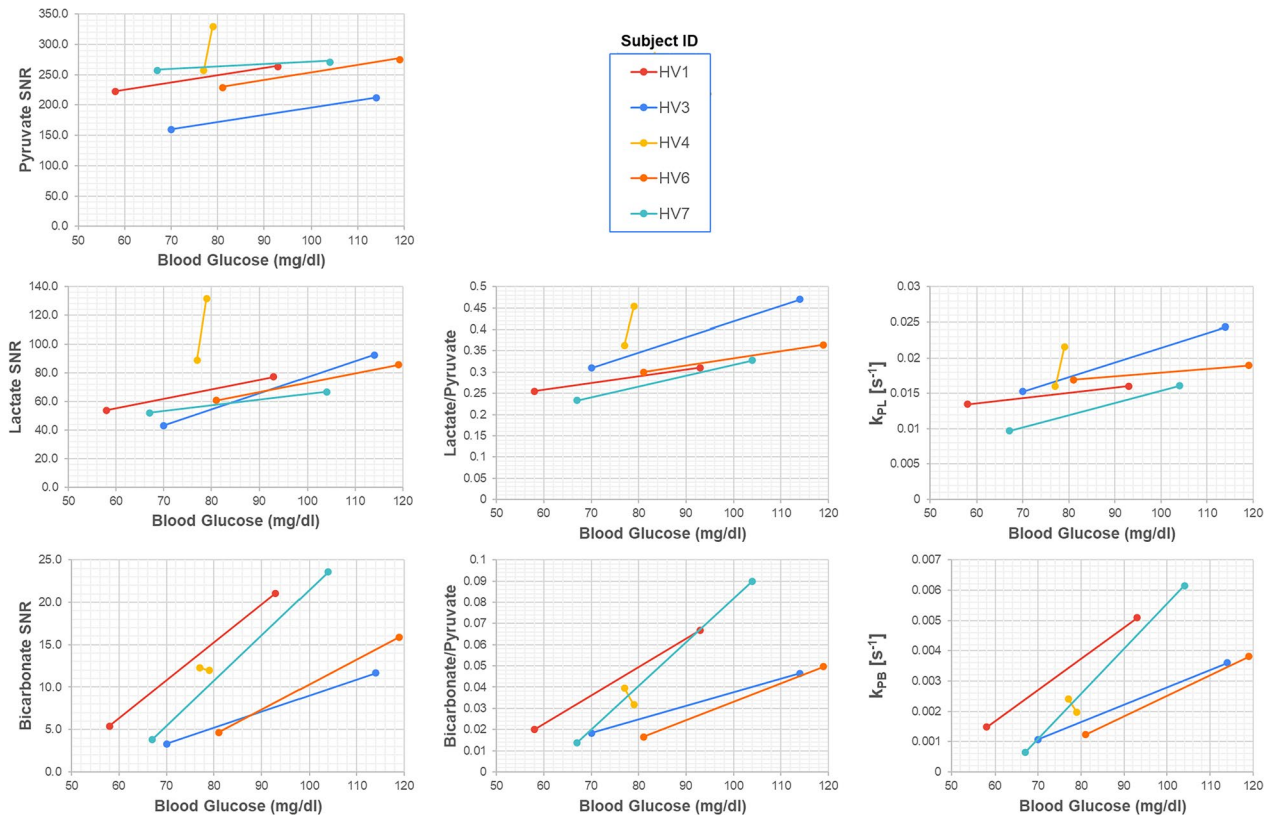 Pyruvate SNR
350.0
300.0
250.0
200.0
150.0
100.0
50.0
0.0
50 60 70 80 90 100 110 120
Blood Glucose (mg/dl)
Subject ID
HV1
HV3
HV4
HV6
HV7
Lactate SNR
140.0
120.0
100.0
80.0
60.0
40.0
20.0
0.0
50 60 70 80 90 100 110 120
Blood Glucose (mg/dl)
Lactate/Pyruvate
0.5
0.45
0.4
0.35
0.3
0.25
0.2
0.15
0.1
0.05
0
50 60 70 80 90 100 110 120
Blood Glucose (mg/dl)
kPL [s-1]
0.03
0.025
0.02
0.015
0.01
0.005
0
50 60 70 80 90 100 110 120
Blood Glucose (mg/dl)
Bicarbonate SNR
25.0
20.0
15.0
10.0
5.0
0.0
50 60 70 80 90 100 110 120
Blood Glucose (mg/dl)
Bicarbonate/Pyruvate
0.1
0.09
0.08
0.07
0.06
0.05
0.04
0.03
0.02
0.01
0
50 60 70 80 90 100 110 120
Blood Glucose (mg/dl)
kPB [s-1]
0.007
0.006
0.005
0.004
0.003
0.002
0.001
0
50 60 70 80 90 100 110 120
Blood Glucose (mg/dl)